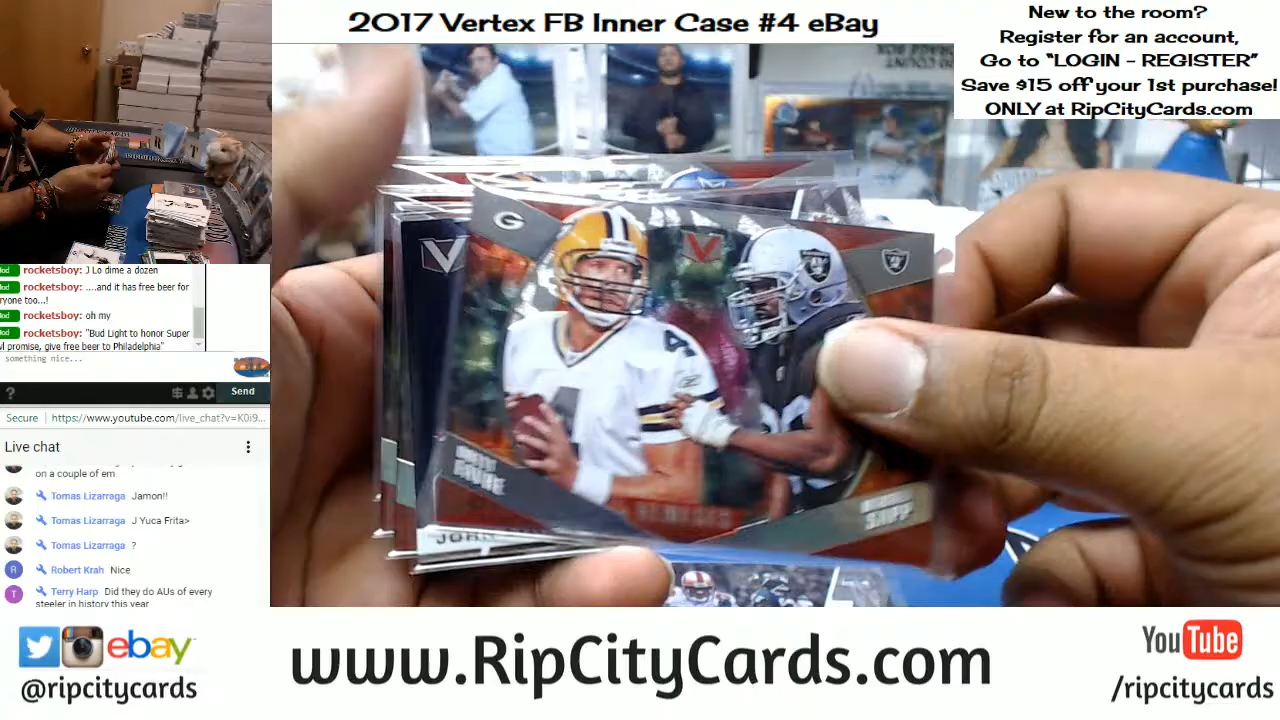 2017 Vertex FB Inner Case #4 eBay
New to the room?
Register for an account,
Go to “LOGIN - REGISTER”
Save $15 off your 1st purchase!
ONLY at RipCityCards.com
rocketsboy: J Lo dime a dozen
rocketsboy: ....and it has free beer for
ryone too...!
rocketsboy: oh my
rocketsboy: "Bud Light to honor Super
promise, give free beer to Philadelphia"
something nice...
?
Send
Secure
https://www.youtube.com/live_chat?v=K0i9...
Live chat
on a couple of em
Tomas Lizarraga Jamon!!
Tomas Lizarraga J Yuca Frita>
Tomas Lizarraga ?
R Robert Krah Nice
T Terry Harp Did they do AUs of every
steeler in history this year
G
V
V
4
NEMESIS
SAPP
JOHN
ebay
@ripcitycards
www.RipCityCards.com
YouTube
/ripcitycards